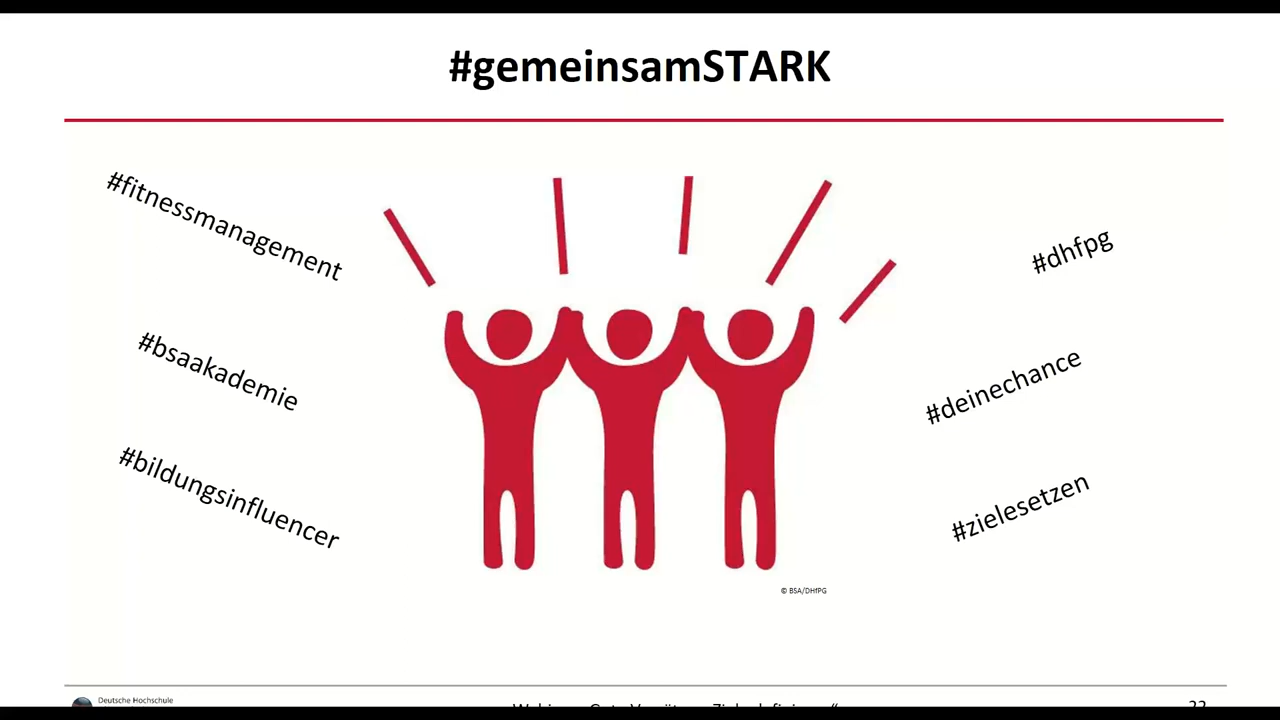 #gemeinsamSTARK
#fitnessmanagement
#dhfpg
#bsaakademie
#deinechance
#bildungsinfluencer
#zielesetzen
© BSA/DHfPG
Deutsche Hochschule